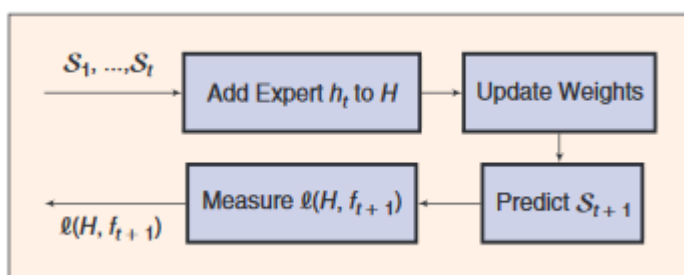 𝒮₁, ...,𝒮ₜ
Add Expert hₜ to H
Update Weights
Measure ℓ(H, fₜ₊₁)
Predict 𝒮ₜ₊₁
ℓ(H, fₜ₊₁)